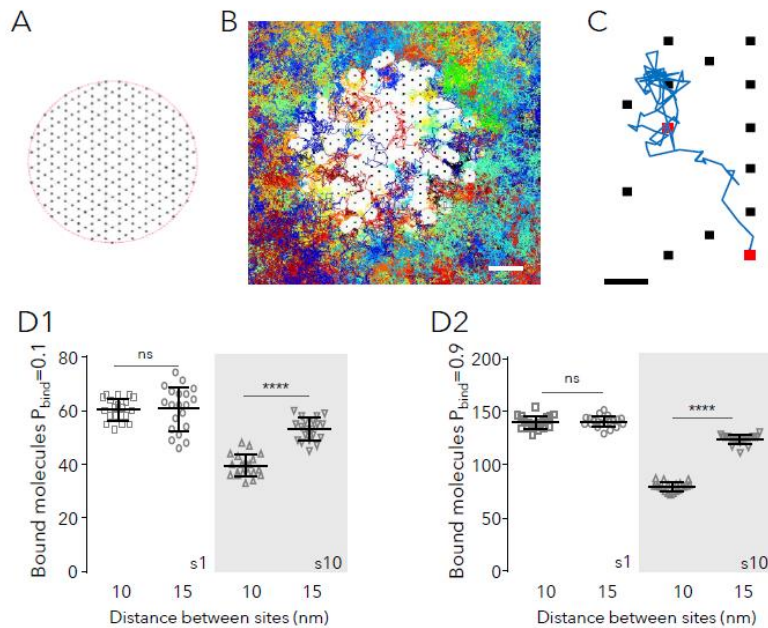 A
B
C
D1
Bound molecules P_bind=0.1
80
60
40
20
0
ns
****
s1
s10
10
15
10
15
Distance between sites (nm)
D2
Bound molecules P_bind=0.9
200
150
100
50
0
ns
****
s1
s10
10
15
10
15
Distance between sites (nm)